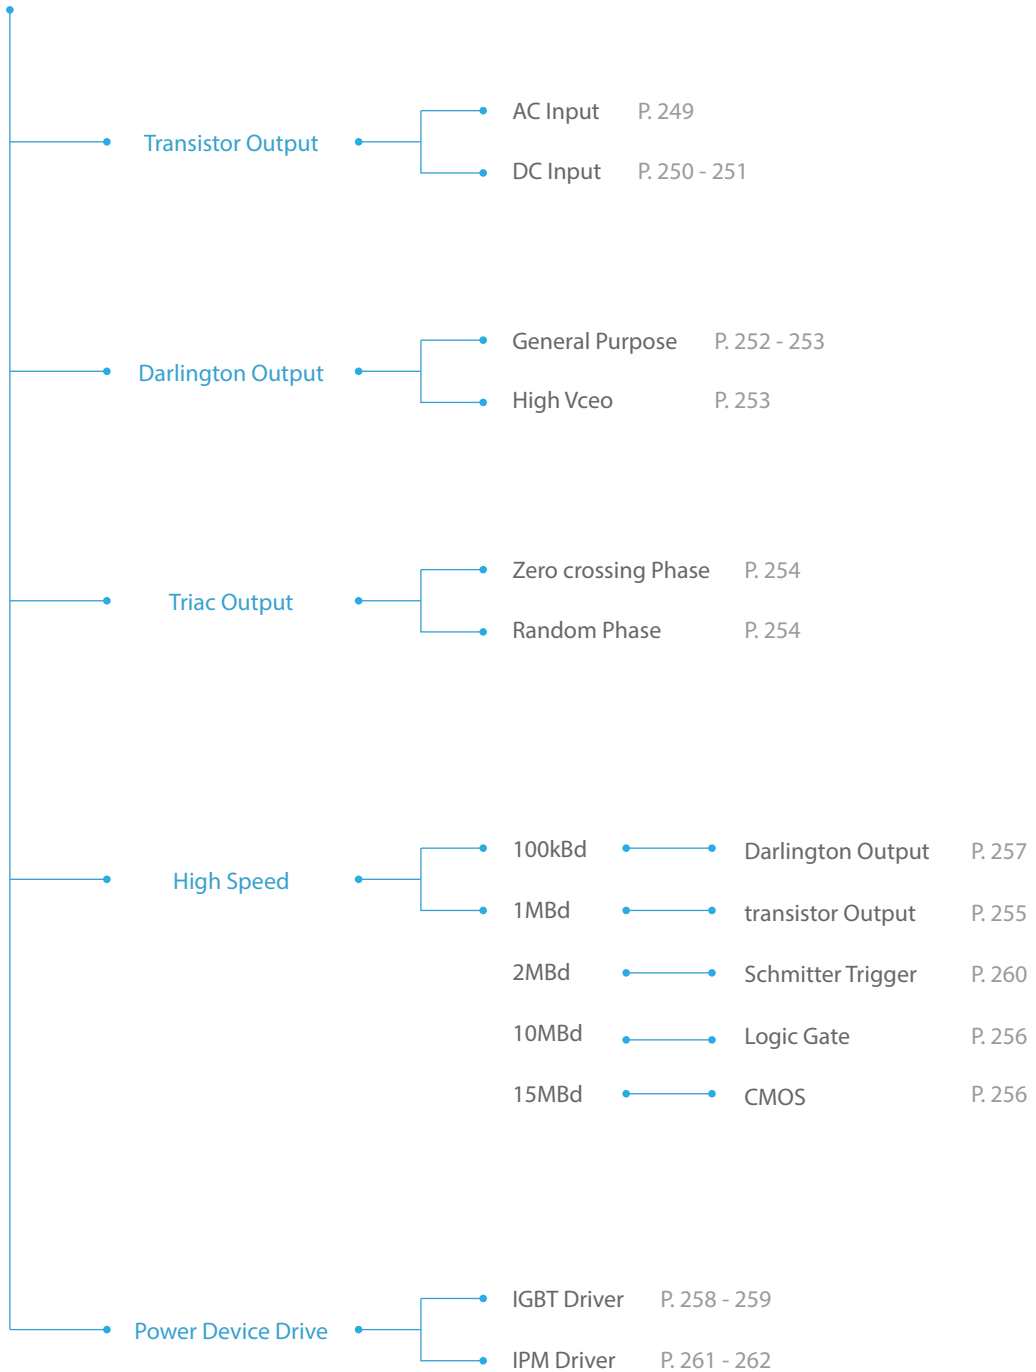 Transistor Output
AC Input P. 249
DC Input P. 250 - 251
Darlington Output
General Purpose P. 252 - 253
High Vceo P. 253
Triac Output
Zero crossing Phase P. 254
Random Phase P. 254
High Speed
100kBd Darlington Output P. 257
1MBd transistor Output P. 255
2MBd Schmitter Trigger P. 260
10MBd Logic Gate P. 256
15MBd CMOS P. 256
Power Device Drive
IGBT Driver P. 258 - 259
IPM Driver P. 261 - 262